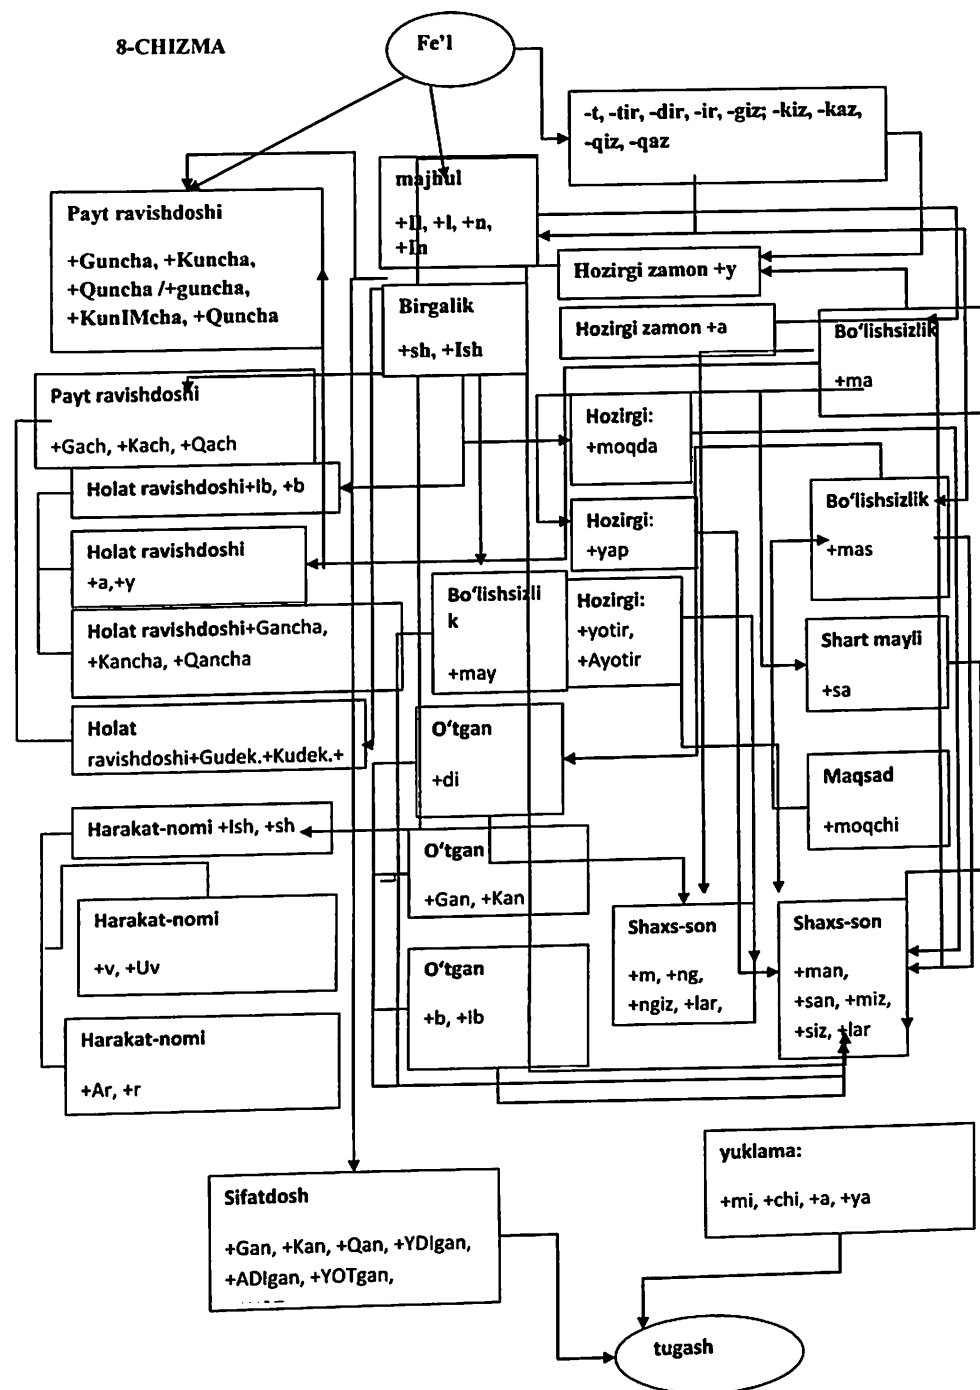 8-CHIZMA
Fe'l
-t, -tir, -dir, -ir, -giz; -kiz, -kaz,
-qiz, -qaz
majhul
+Il, +l, +n,
+In
Payt ravishdoshi
+Guncha, +Kuncha,
+Quncha /+guncha,
+KunIMcha, +Quncha
Hozirgi zamon +y
Birgalik
+sh, +Ish
Hozirgi zamon +a
Bo‘lishsizlik
+ma
Payt ravishdoshi
+Gach, +Kach, +Qach
Hozirgi:
+moqda
Holat ravishdoshi+Ib, +b
Bo‘lishsizlik
+mas
Hozirgi:
+yap
Holat ravishdoshi
+a,+y
Bo‘lishsizli
k
+may
Hozirgi:
+yotir,
+Ayotir
Holat ravishdoshi+Gancha,
+Kancha, +Qancha
Shart mayli
+sa
Holat
ravishdoshi+Gudek.+Kudek.+
O‘tgan
+di
Maqsad
+moqchi
Harakat-nomi +Ish, +sh
O‘tgan
+Gan, +Kan
Harakat-nomi
+v, +Uv
Shaxs-son
+m, +ng,
+ngiz, +lar,
Shaxs-son
+man,
+san, +miz,
+siz, +lar
O‘tgan
+b, +Ib
Harakat-nomi
+Ar, +r
yuklama:
+mi, +chi, +a, +ya
Sifatdosh
+Gan, +Kan, +Qan, +YDIgan,
+ADIgan, +YOTgan,
tugash